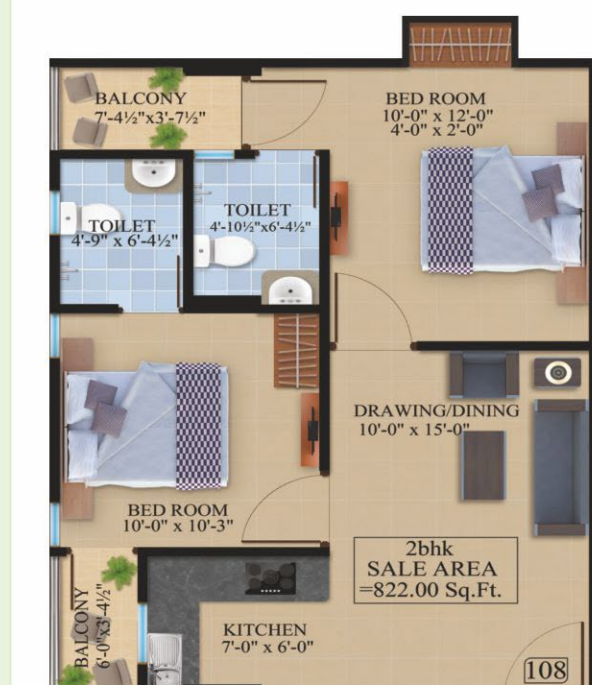 BALCONY
7'-4½"x3'-7½"
BED ROOM
10'-0" x 12'-0"
4'-0" x 2'-0"
TOILET
4'-9" x 6'-4½"
TOILET
4'-10½"x6'-4½"
DRAWING/DINING
10'-0" x 15'-0"
BED ROOM
10'-0" x 10'-3"
2bhk
SALE AREA
=822.00 Sq.Ft.
BALCONY
6'-0"x3'-4½"
KITCHEN
7'-0" x 6'-0"
108